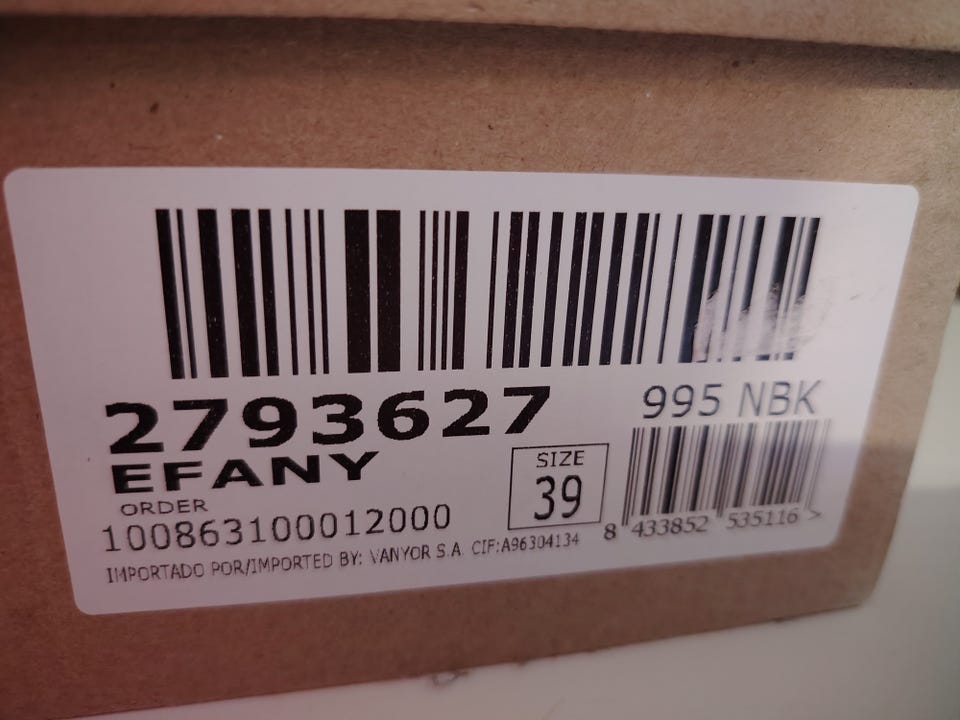 2793627
995 NBK
EFANY
SIZE
39
ORDER
100863100012000
8 433852 535116 >
IMPORTADO POR/IMPORTED BY: VANYOR S.A. CIF:A96304134